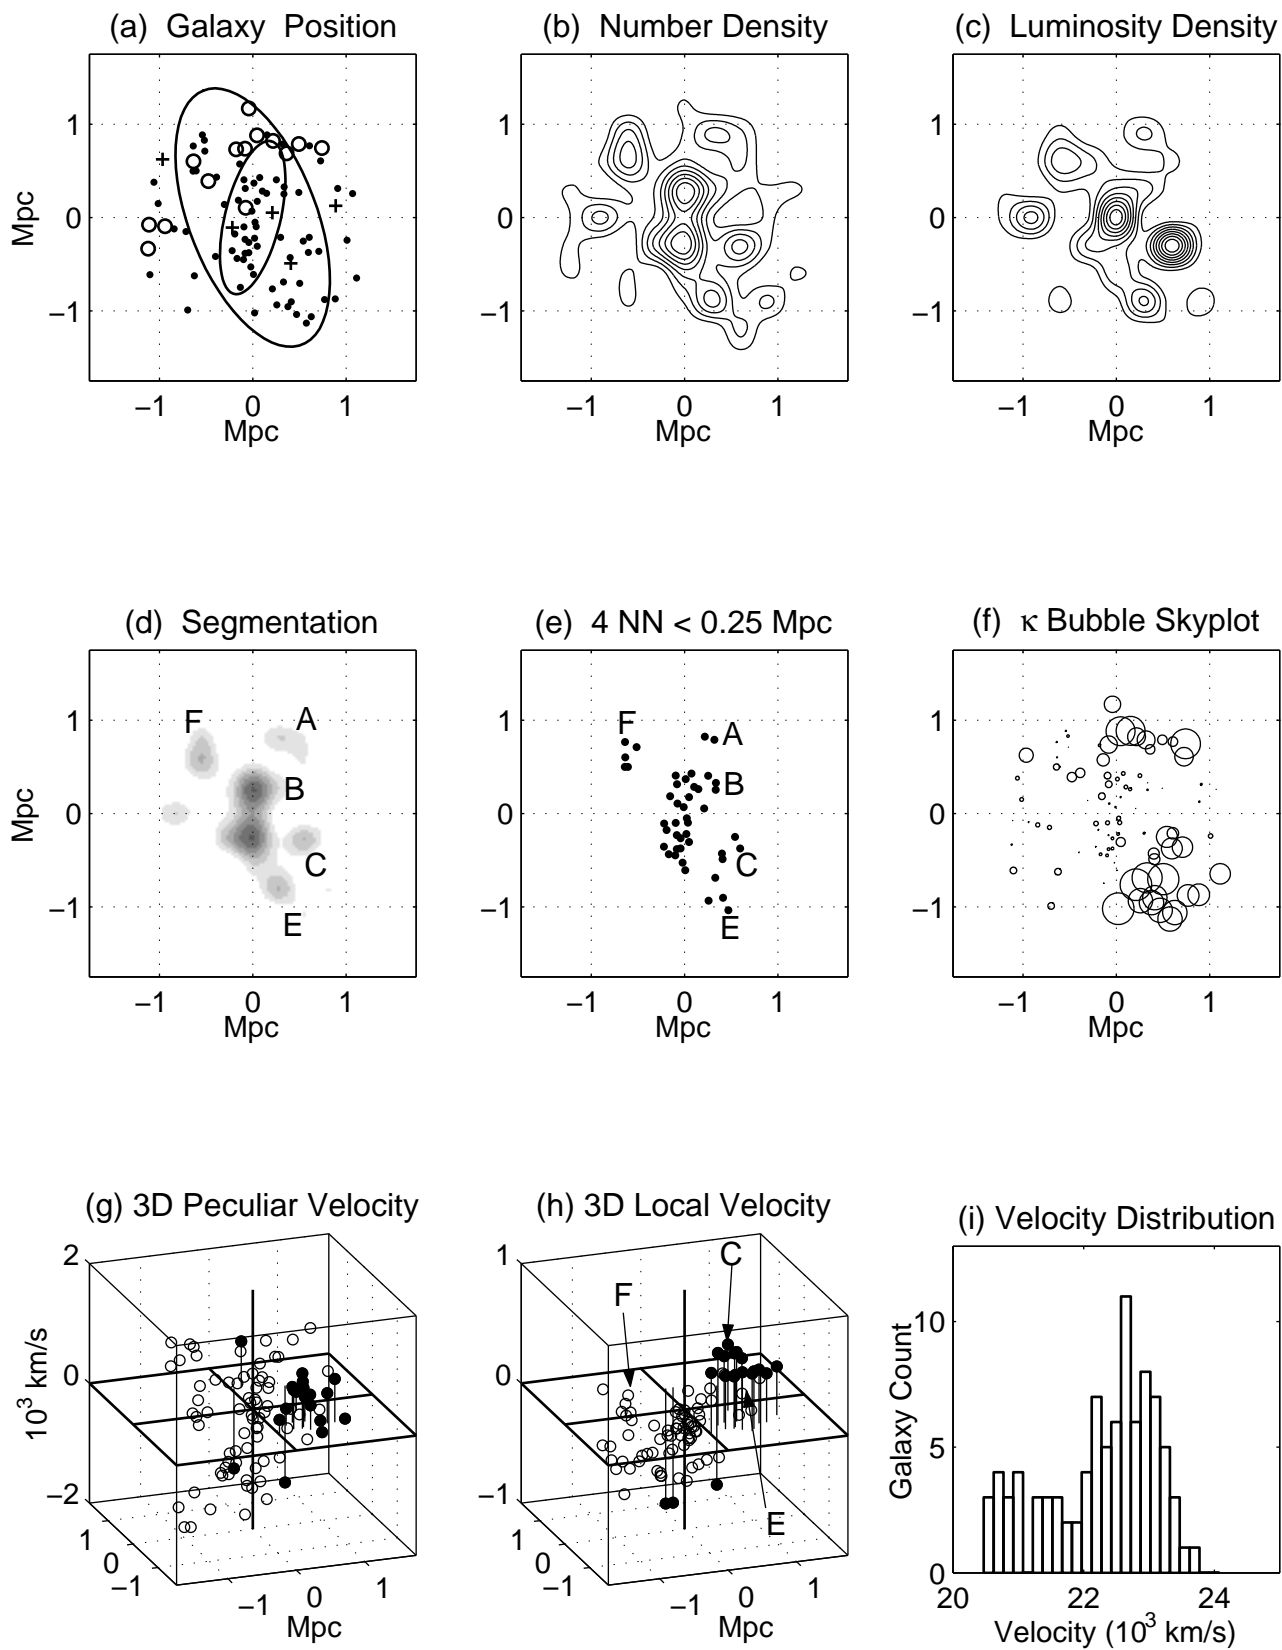 (a) Galaxy Position
(b) Number Density
(c) Luminosity Density
Mpc
1
0
−1
−1 0 1
Mpc
1
0
−1
−1 0 1
Mpc
1
0
−1
−1 0 1
Mpc
(d) Segmentation
(e) 4 NN < 0.25 Mpc
(f) κ Bubble Skyplot
Mpc
1
0
−1
F
A
B
C
E
−1 0 1
Mpc
1
0
−1
F
A
B
C
E
−1 0 1
Mpc
1
0
−1
−1 0 1
Mpc
(g) 3D Peculiar Velocity
(h) 3D Local Velocity
(i) Velocity Distribution
10³ km/s
2
0
−2
1
0
−1
−1
0
1
Mpc
1
0
−1
F
C
E
1
0
−1
−1
0
1
Mpc
Galaxy Count
10
5
0
20 22 24
Velocity (10³ km/s)